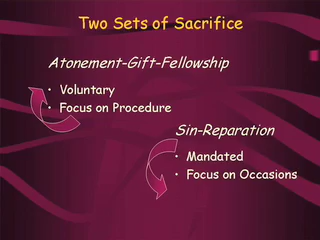 Two Sets of Sacrifice
Atonement-Gift-Fellowship
• Voluntary
• Focus on Procedure
Sin-Reparation
• Mandated
• Focus on Occasions